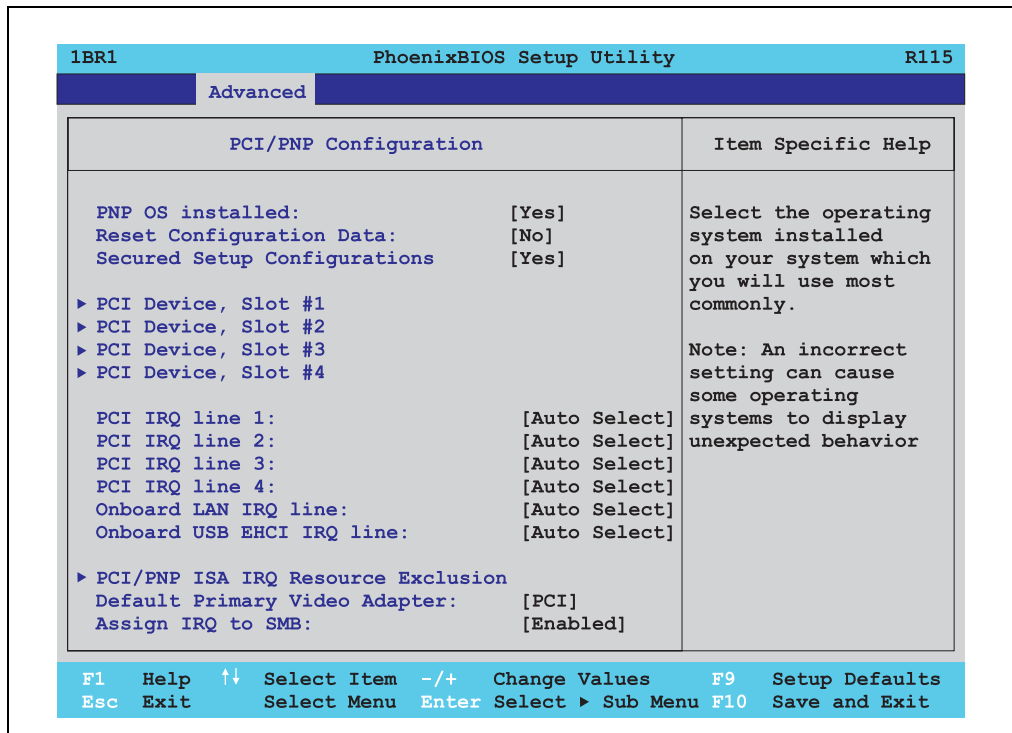 1BR1 PhoenixBIOS Setup Utility R115
Advanced
PCI/PNP Configuration
Item Specific Help
PNP OS installed: [Yes]
Reset Configuration Data: [No]
Secured Setup Configurations [Yes]
▶ PCI Device, Slot #1
▶ PCI Device, Slot #2
▶ PCI Device, Slot #3
▶ PCI Device, Slot #4
PCI IRQ line 1: [Auto Select]
PCI IRQ line 2: [Auto Select]
PCI IRQ line 3: [Auto Select]
PCI IRQ line 4: [Auto Select]
Onboard LAN IRQ line: [Auto Select]
Onboard USB EHCI IRQ line: [Auto Select]
▶ PCI/PNP ISA IRQ Resource Exclusion
Default Primary Video Adapter: [PCI]
Assign IRQ to SMB: [Enabled]
Select the operating
system installed
on your system which
you will use most
commonly.
Note: An incorrect
setting can cause
some operating
systems to display
unexpected behavior
F1 Help ↑↓ Select Item -/+ Change Values F9 Setup Defaults
Esc Exit Select Menu Enter Select ▶ Sub Menu F10 Save and Exit